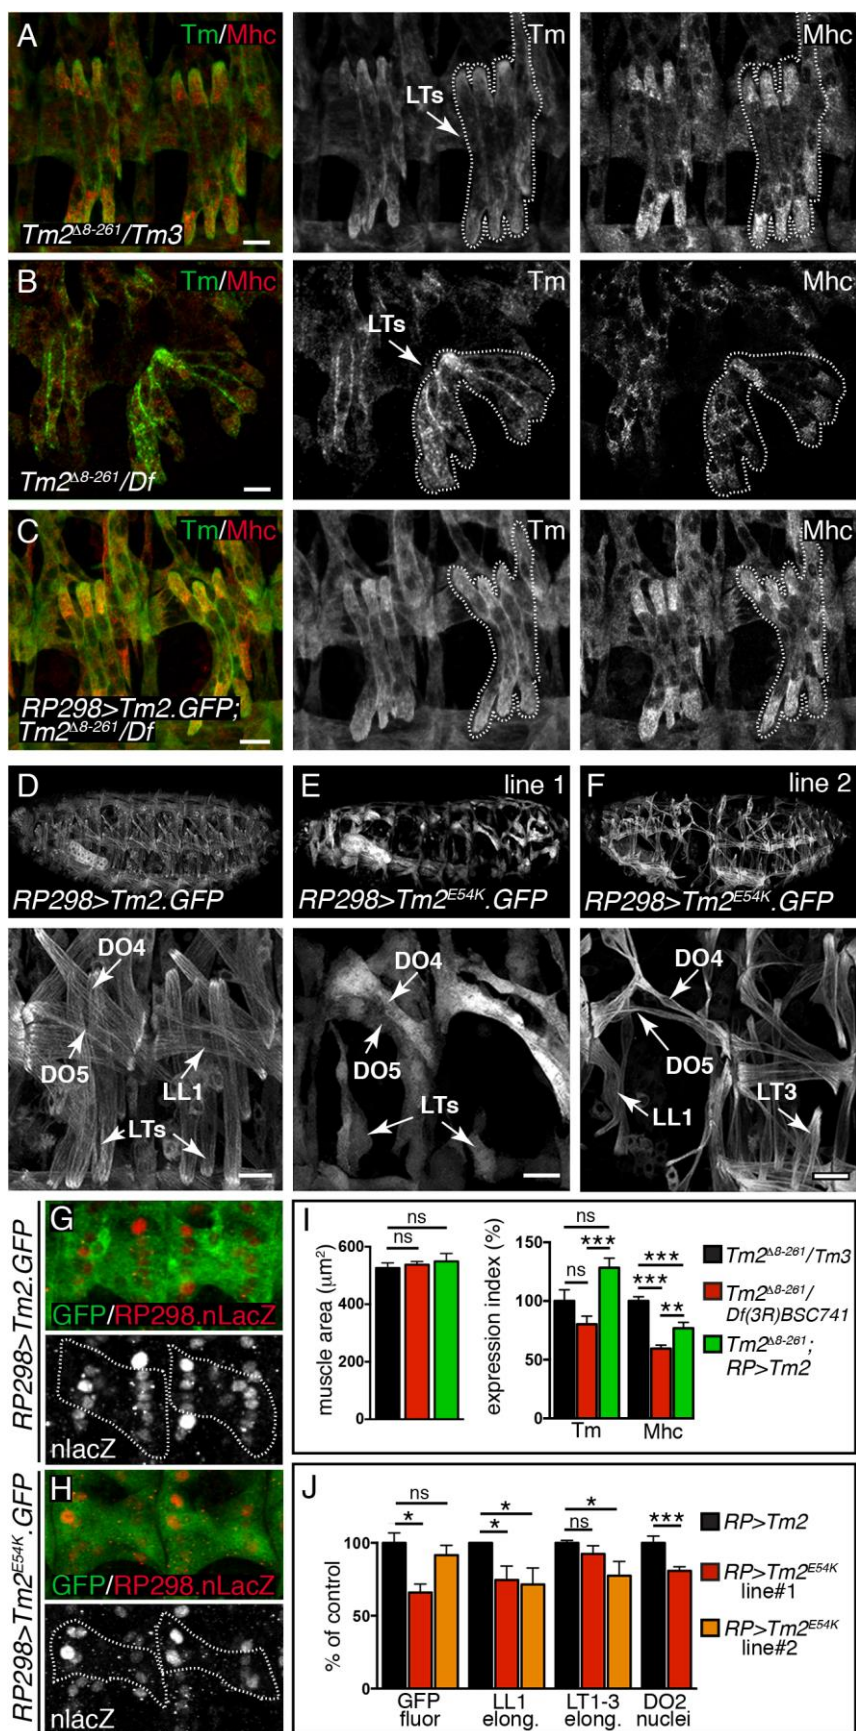 A Tm/Mhc Tm Mhc
LTs
Tm2Δ8-261/Tm3
B Tm/Mhc Tm Mhc
LTs
Tm2Δ8-261/Df
C Tm/Mhc Tm Mhc
RP298>Tm2.GFP;
Tm2Δ8-261/Df
D E line 1 F line 2
RP298>Tm2.GFP RP298>Tm2E54K.GFP RP298>Tm2E54K.GFP
DO4 DO4 DO4
DO5 LL1 DO5 DO5
LTs LTs LL1 LT3
RP298>Tm2.GFP
G
GFP/RP298.nLacZ
nlacZ
RP298>Tm2E54K.GFP
H
GFP/RP298.nLacZ
nlacZ
I
muscle area (μm2)
600
400
200
0
ns
ns
expression index (%)
150
100
50
0
ns
ns ***
***
*** **
Tm Mhc
Tm2Δ8-261/Tm3
Tm2Δ8-261/
Df(3R)BSC741
Tm2Δ8-261;
RP>Tm2
J
% of control
100
50
0
ns * * ***
* * ns
GFP LL1 LT1-3 DO2
fluor elong. elong. nuclei
RP>Tm2
RP>Tm2E54K
line#1
RP>Tm2E54K
line#2